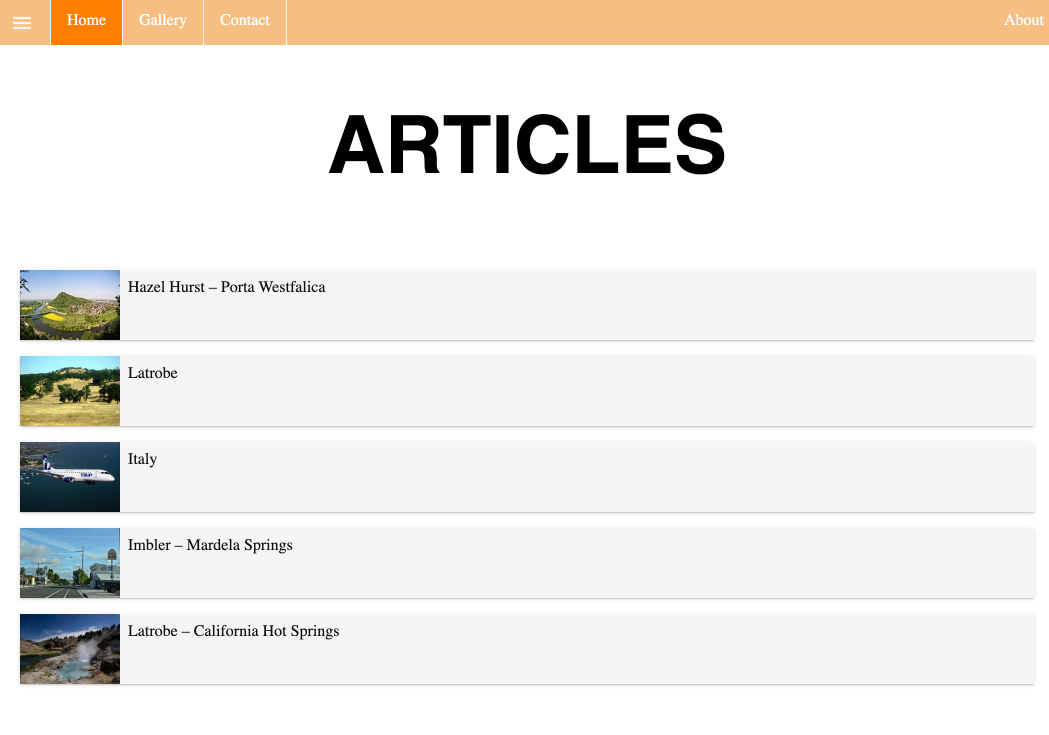 Home
Gallery
Contact
About
ARTICLES
Hazel Hurst – Porta Westfalica
Latrobe
Italy
Imbler – Mardela Springs
Latrobe – California Hot Springs